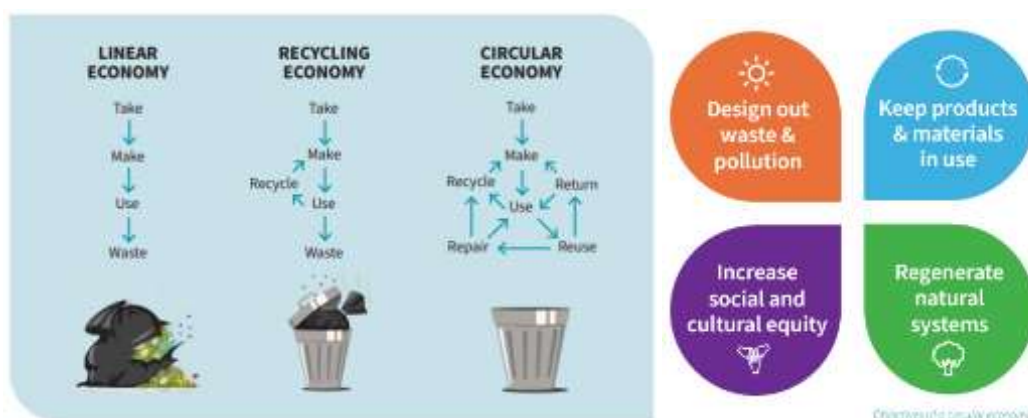 LINEAR
ECONOMY
Take
Make
Use
Waste
RECYCLING
ECONOMY
Take
Make
Recycle
Use
Waste
CIRCULAR
ECONOMY
Take
Make
Recycle
Return
Use
Repair
Reuse
Design out
waste &
pollution
Keep products
& materials
in use
Increase
social and
cultural equity
Regenerate
natural
systems